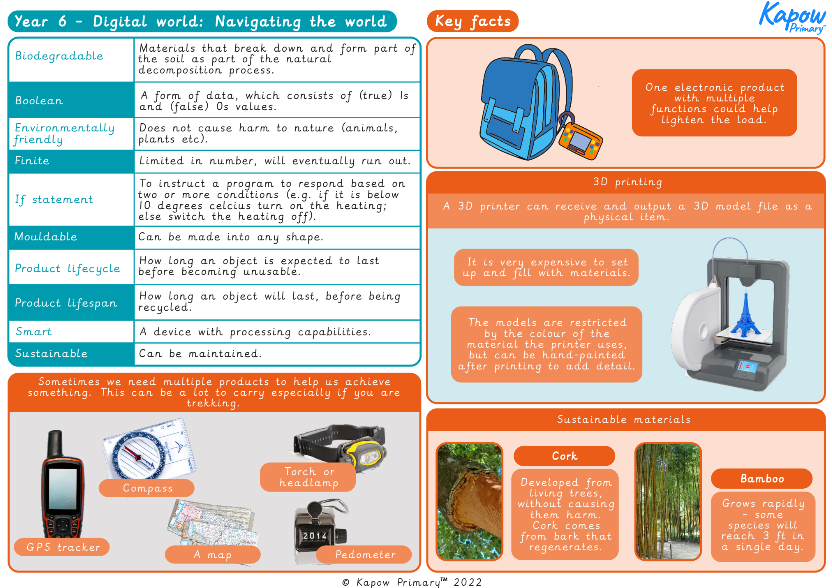 Year 6 - Digital world: Navigating the world
Biodegradable
Materials that break down and form part of
the soil as part of the natural
decomposition process.
Boolean
A form of data, which consists of (true) 1s
and (false) 0s values.
Environmentally
friendly
Does not cause harm to nature (animals,
plants etc).
Finite
Limited in number, will eventually run out.
If statement
To instruct a program to respond based on
two or more conditions (e.g. if it is below
10 degrees celcius turn on the heating;
else switch the heating off).
Mouldable
Can be made into any shape.
Product lifecycle
How long an object is expected to last
before becoming unusable.
Product lifespan
How long an object will last, before being
recycled.
Smart
A device with processing capabilities.
Sustainable
Can be maintained.
Sometimes we need multiple products to help us achieve
something. This can be a lot to carry especially if you are
trekking.
Compass
Torch or
headlamp
GPS tracker
A map
2014
Pedometer
Key facts
Kapow
Primary™
One electronic product
with multiple
functions could help
lighten the load.
3D printing
A 3D printer can receive and output a 3D model file as a
physical item.
It is very expensive to set
up and fill with materials.
The models are restricted
by the colour of the
material the printer uses,
but can be hand-painted
after printing to add detail.
Sustainable materials
Cork
Developed from
living trees,
without causing
them harm.
Cork comes
from bark that
regenerates.
Bamboo
Grows rapidly
- some
species will
reach 3 ft in
a single day.
© Kapow Primary™ 2022